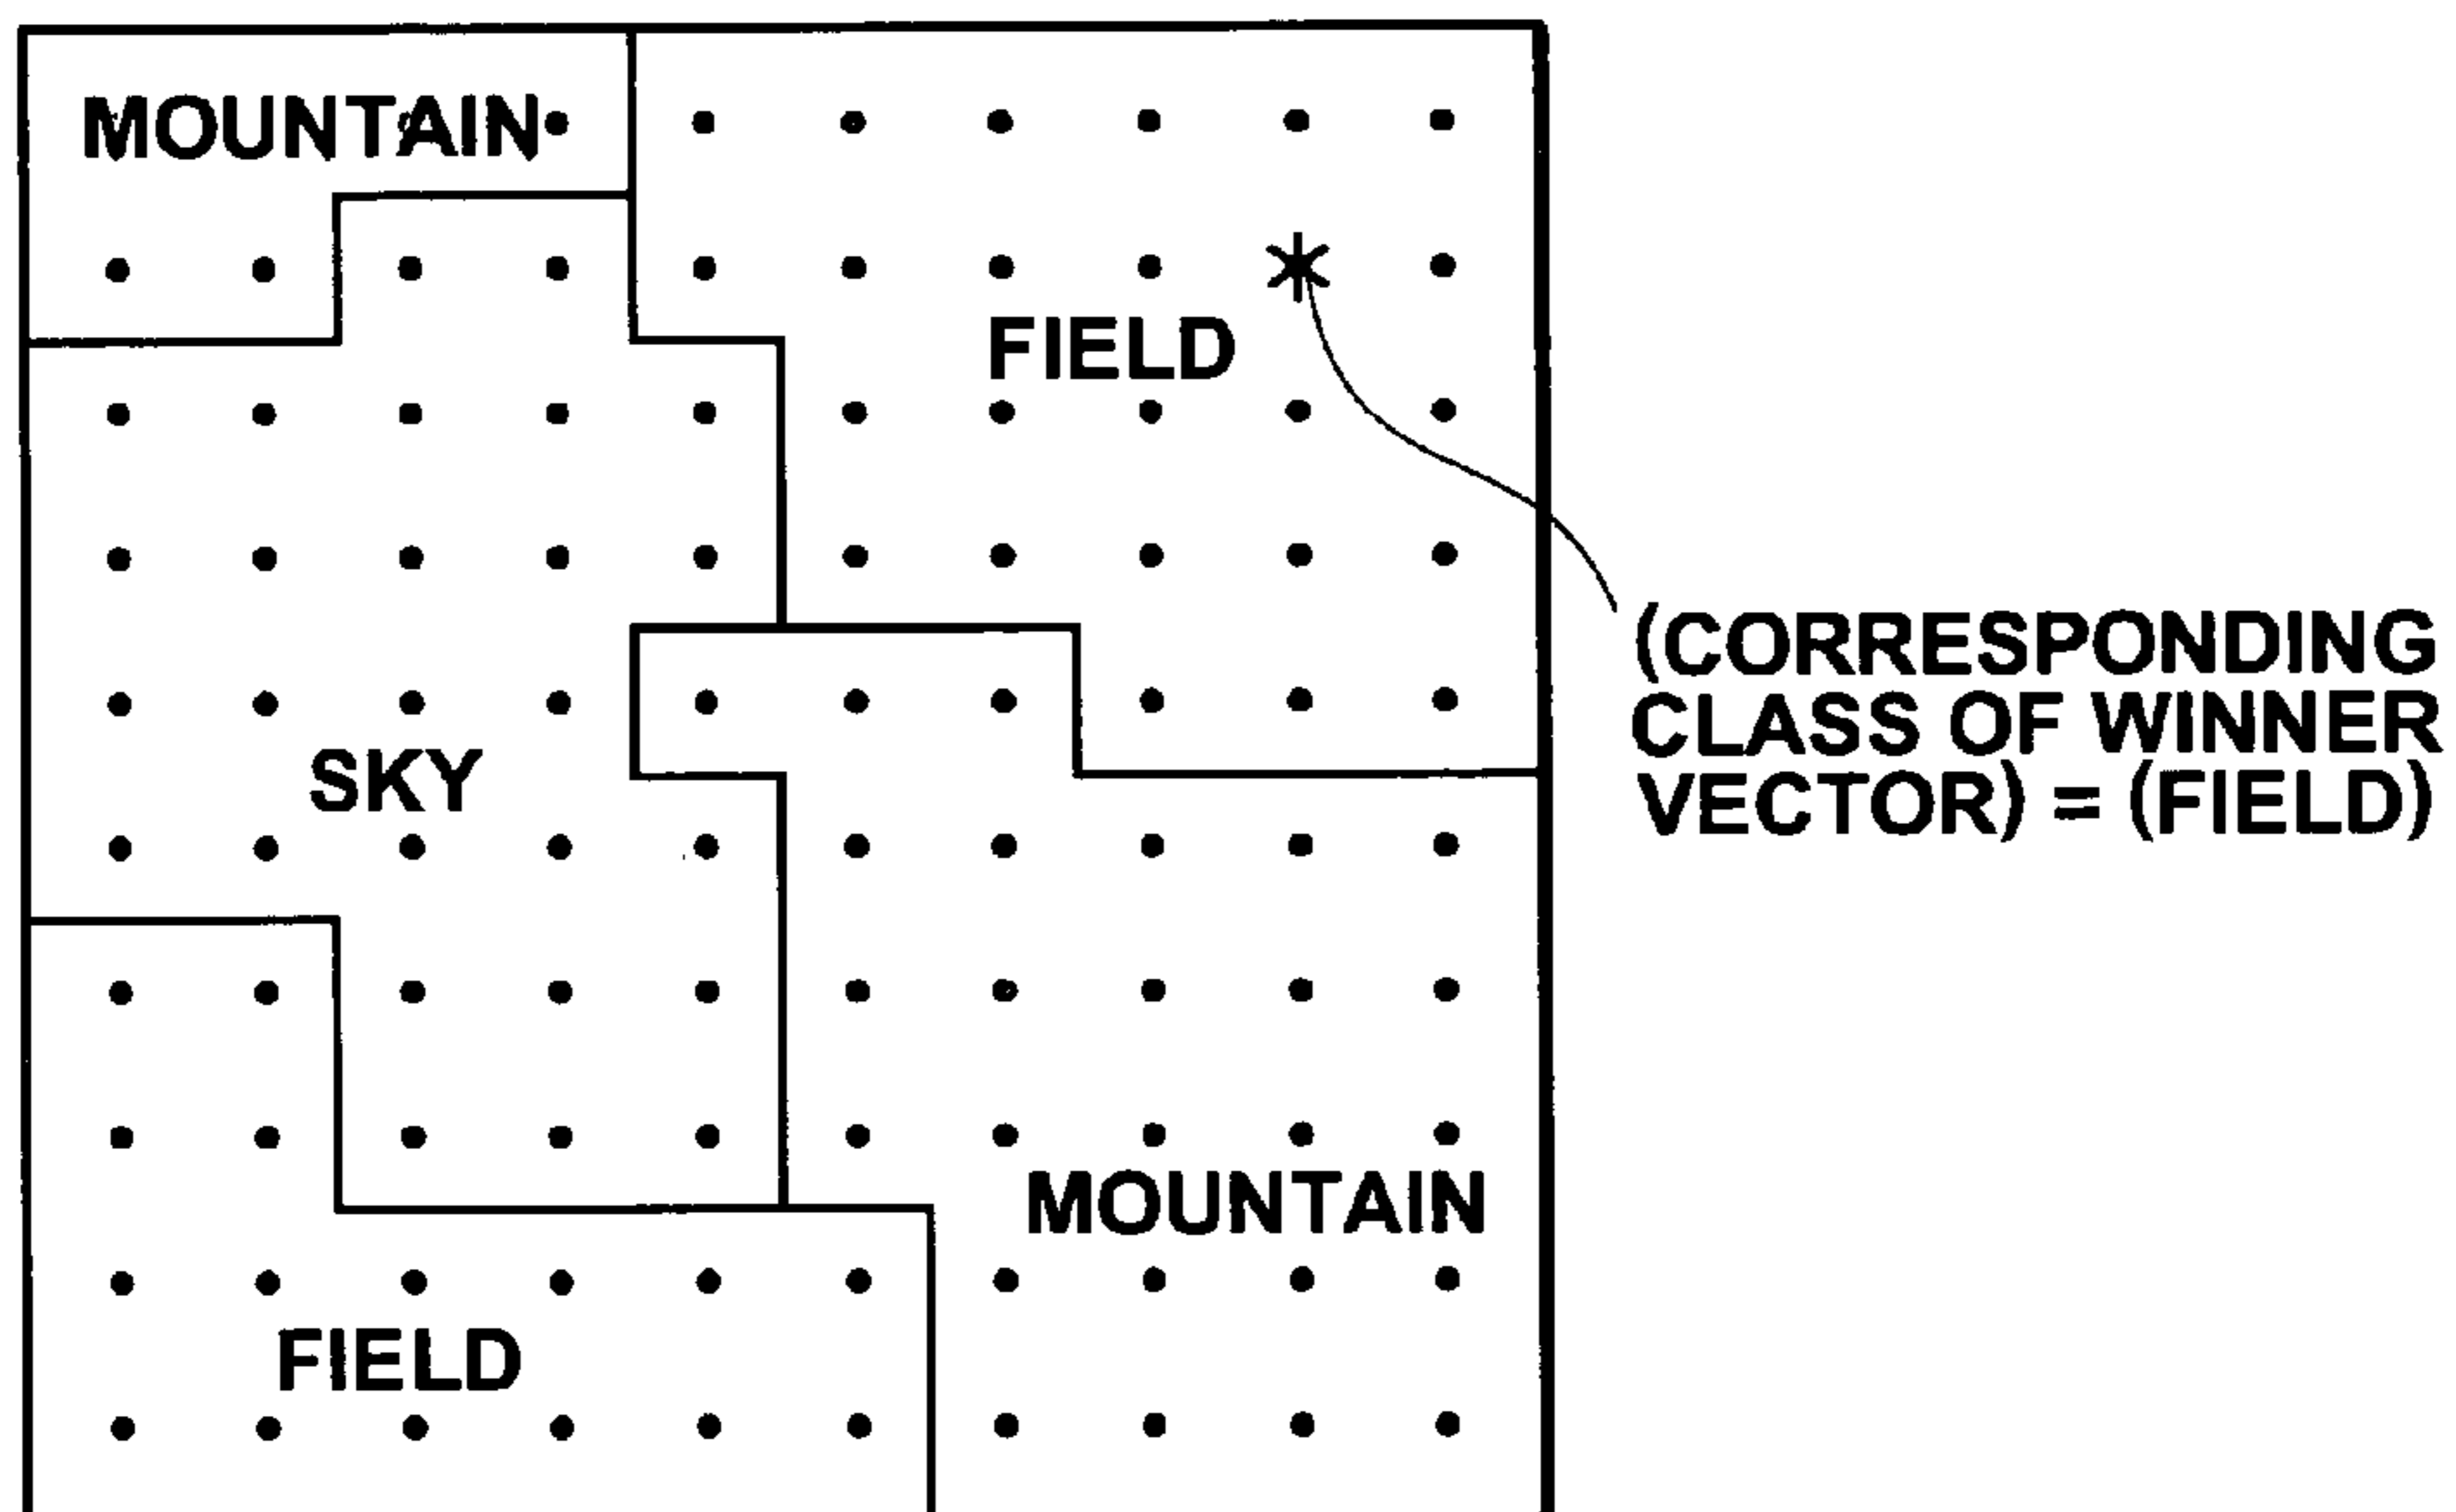 MOUNTAIN
FIELD
(CORRESPONDING
CLASS OF WINNER
VECTOR) = (FIELD)
SKY
MOUNTAIN
FIELD